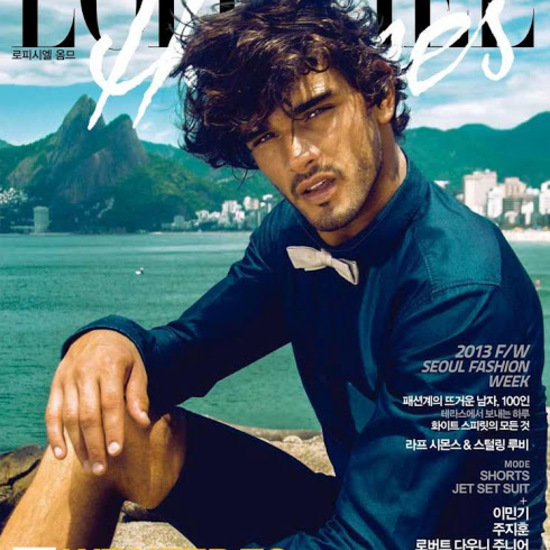 로피시엘 옴므
Hommes
2013 F/W
SEOUL FASHION
WEEK
패션계의 뜨거운 남자, 100인
테라스에서 보내는 하루
화이트 스피릿의 모든 것
라프 시몬스 & 스털링 루비
MODE
SHORTS
JET SET SUIT
+
이민기
주지훈
로버트 다우니 주니어